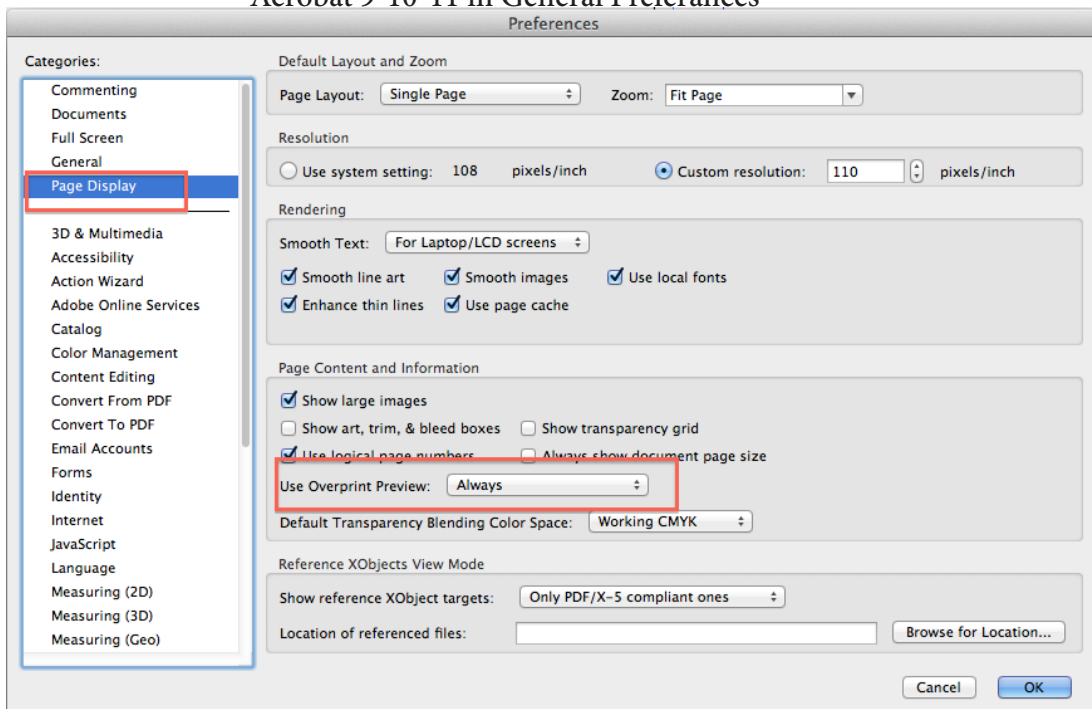 Acrobat 9-10-11 in General Preferances
Preferences
Categories:
Commenting
Documents
Full Screen
General
Page Display
3D & Multimedia
Accessibility
Action Wizard
Adobe Online Services
Catalog
Color Management
Content Editing
Convert From PDF
Convert To PDF
Email Accounts
Forms
Identity
Internet
JavaScript
Language
Measuring (2D)
Measuring (3D)
Measuring (Geo)
Default Layout and Zoom
Page Layout: Single Page Zoom: Fit Page
Resolution
Use system setting: 108 pixels/inch Custom resolution: 110 pixels/inch
Rendering
Smooth Text: For Laptop/LCD screens
Smooth line art Smooth images Use local fonts
Enhance thin lines Use page cache
Page Content and Information
Show large images
Show art, trim, & bleed boxes Show transparency grid
Use logical page numbers Always show document page size
Use Overprint Preview: Always
Default Transparency Blending Color Space: Working CMYK
Reference XObjects View Mode
Show reference XObject targets: Only PDF/X-5 compliant ones
Location of referenced files: Browse for Location...
Cancel OK